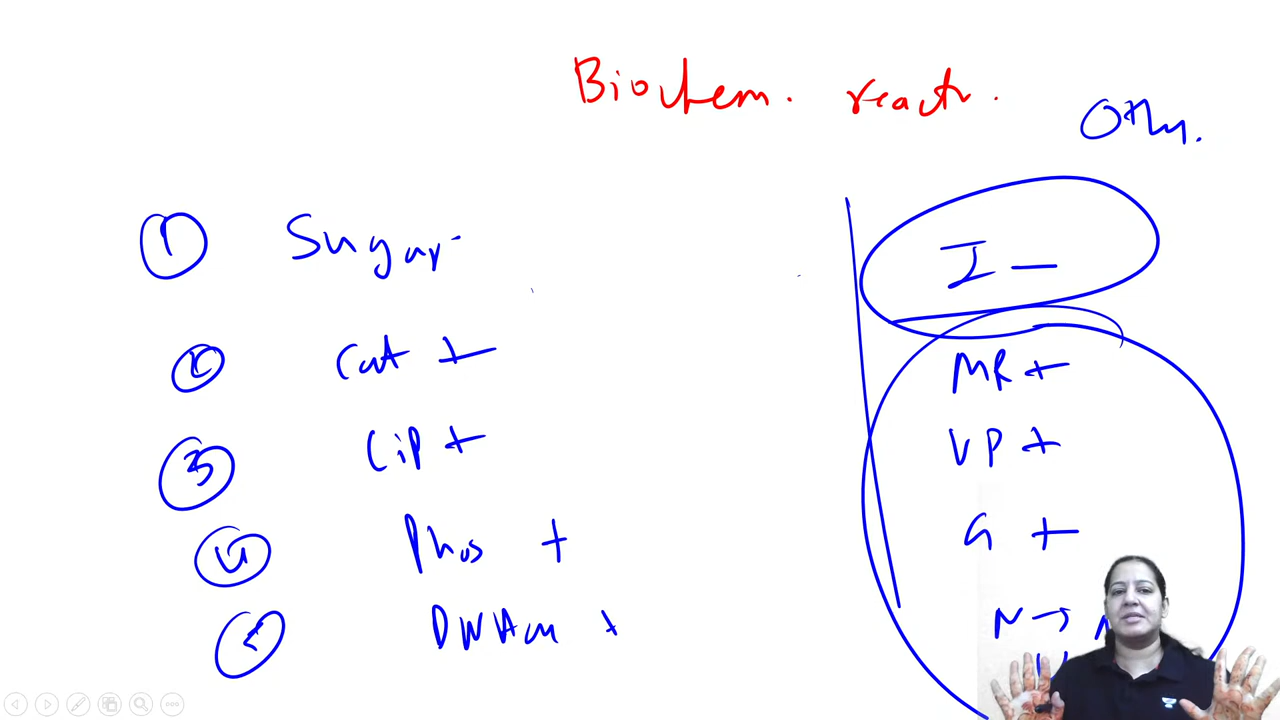 Biochem. reactn.
Othr.
① Sugar
② Cat +
③ Lip +
④ Phos +
⑤ DNAse +
I –
MR +
VP +
G +
N →